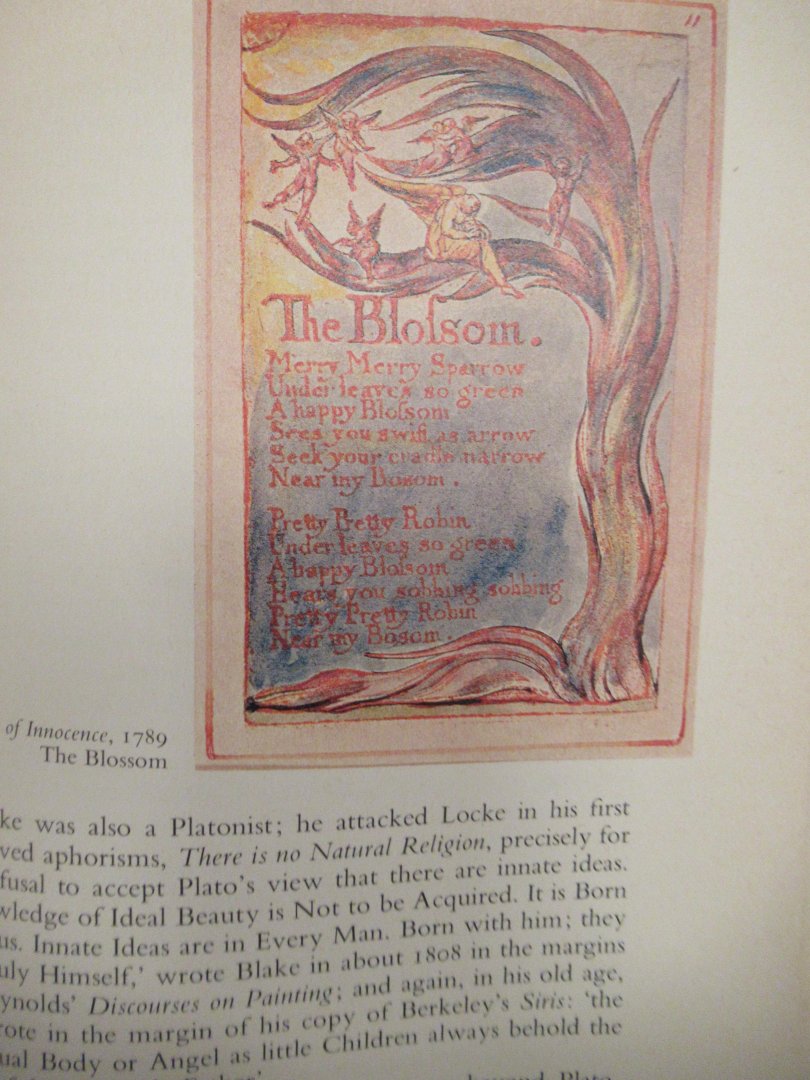 11
The Bloſsom.
Merry Merry Sparrow
Under leaves so green
A happy Bloſsom
Sees you swift as arrow
Seek your cradle narrow
Near my Bosom.
Pretty Pretty Robin
Under leaves so green
A happy Bloſsom
Hears you sobbing sobbing
Pretty Pretty Robin
Near my Bosom.
of Innocence, 1789
The Blossom
ke was also a Platonist; he attacked Locke in his first
ved aphorisms, There is no Natural Religion, precisely for
fusal to accept Plato's view that there are innate ideas.
wledge of Ideal Beauty is Not to be Acquired. It is Born
us. Innate Ideas are in Every Man. Born with him; they
uly Himself,' wrote Blake in about 1808 in the margins
ynolds' Discourses on Painting; and again, in his old age,
rote in the margin of his copy of Berkeley's Siris: 'the
ual Body or Angel as little Children always behold the
beyond Plato